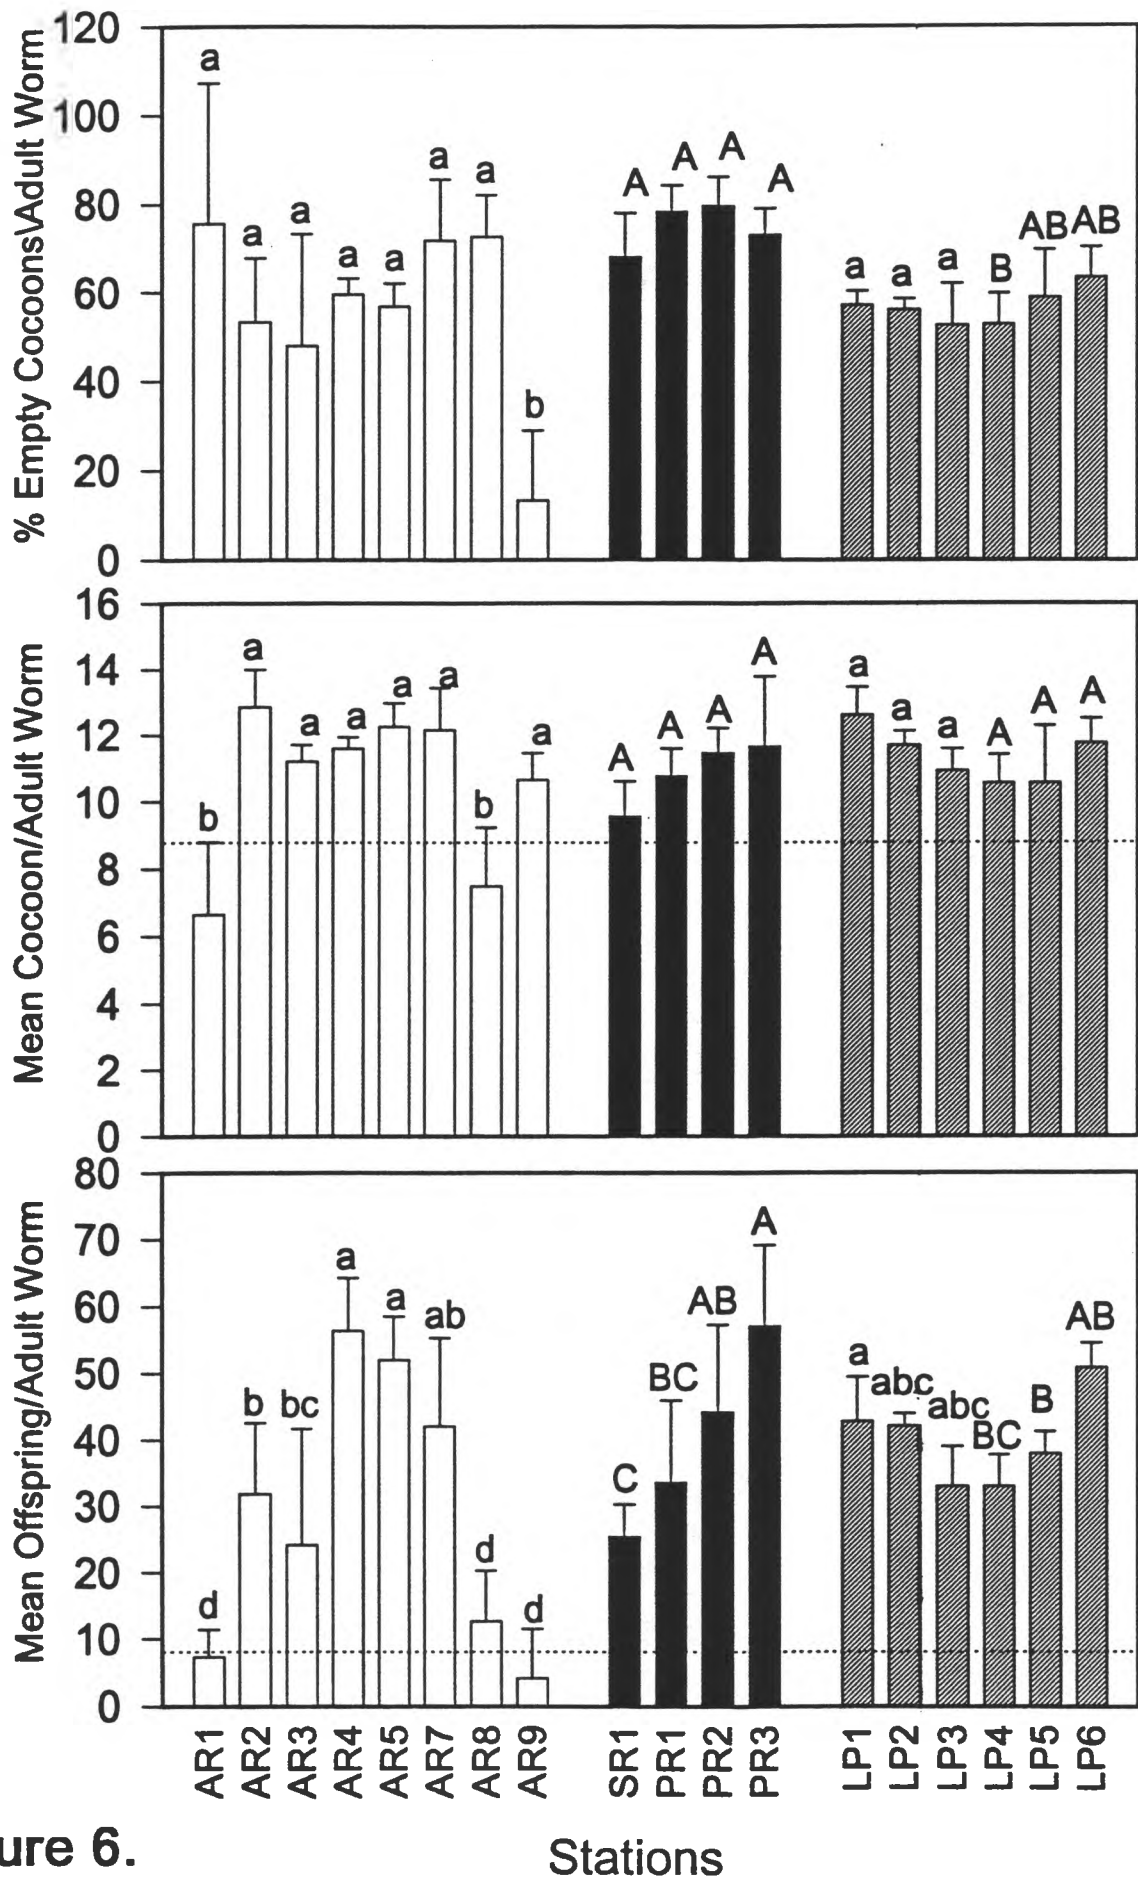 % Empty Cocoons\Adult Worm
120
100
80
60
40
20
0
a a a a a a a b A A A A a a a B AB AB
Mean Cocoon/Adult Worm
16
14
12
10
8
6
4
2
0
b a a a a a b a A A A A a a a A A A
Mean Offspring/Adult Worm
80
70
60
50
40
30
20
10
0
d b bc a a ab d d C BC AB A a abc abc BC B AB
AR1 AR2 AR3 AR4 AR5 AR7 AR8 AR9 SR1 PR1 PR2 PR3 LP1 LP2 LP3 LP4 LP5 LP6
ure 6.
Stations